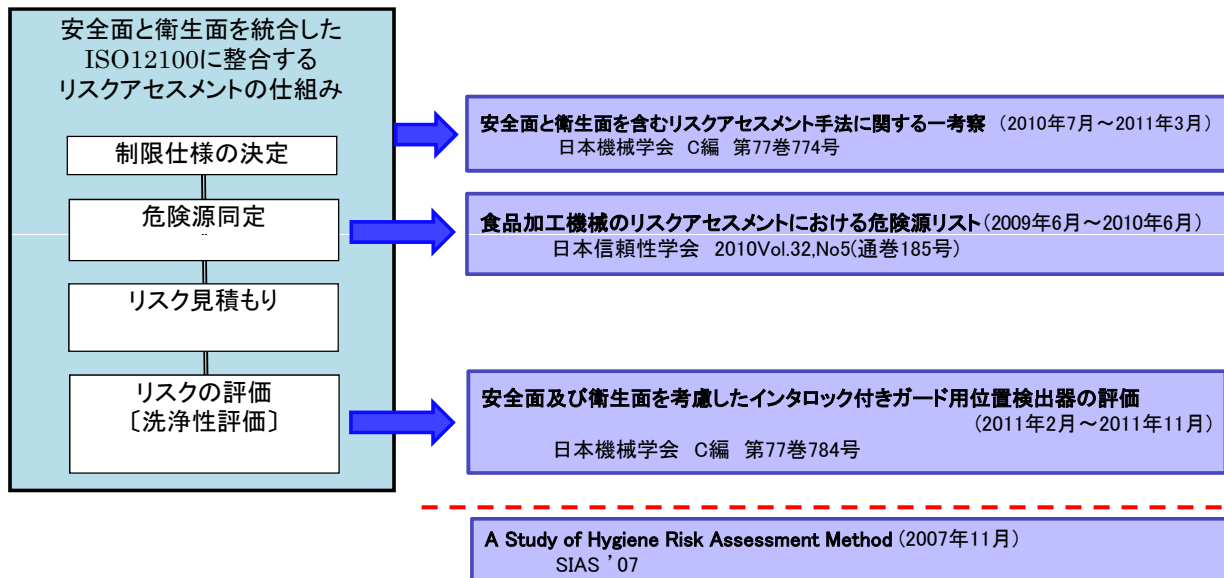 安全面と衛生面を統合した
ISO12100に整合する
リスクアセスメントの仕組み
制限仕様の決定
危険源同定
リスク見積もり
リスクの評価
〔洗浄性評価〕
安全面と衛生面を含むリスクアセスメント手法に関する一考察 （2010年7月～2011年3月）
日本機械学会 C編 第77巻774号
食品加工機械のリスクアセスメントにおける危険源リスト（2009年6月～2010年6月）
日本信頼性学会 2010Vol.32,No5(通巻185号)
安全面及び衛生面を考慮したインタロック付きガード用位置検出器の評価
（2011年2月～2011年11月）
日本機械学会 C編 第77巻784号
A Study of Hygiene Risk Assessment Method （2007年11月）
SIAS ’07